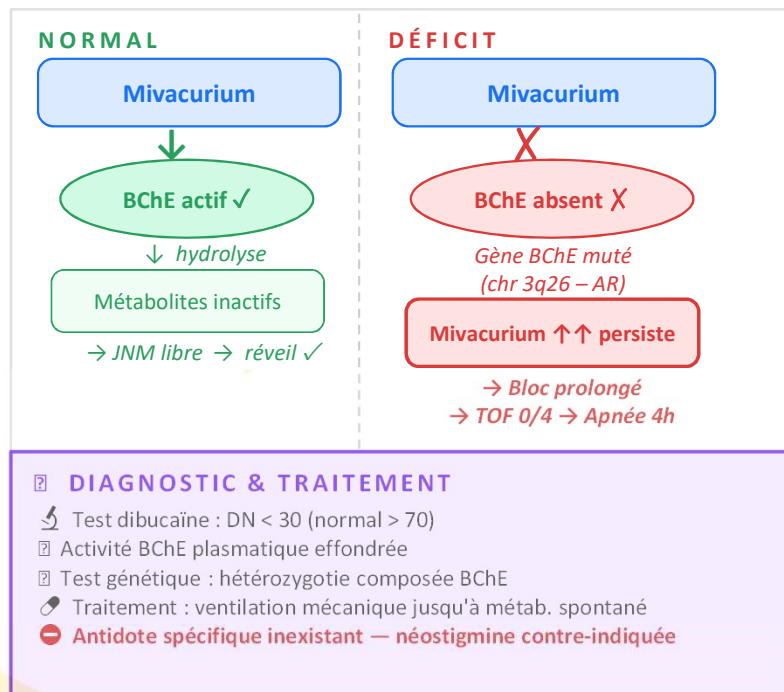 NORMAL
Mivacurium
BChE actif ✓
↓ hydrolyse
Métabolites inactifs
→ JNM libre → réveil ✓
DÉFICIT
Mivacurium
BChE absent ✗
Gène BChE muté
(chr 3q26 – AR)
Mivacurium ↑↑ persiste
→ Bloc prolongé
→ TOF 0/4 → Apnée 4h
DIAGNOSTIC & TRAITEMENT
Test dibucaïne : DN < 30 (normal > 70)
Activité BChE plasmatique effondrée
Test génétique : hétérozygotie composée BChE
Traitement : ventilation mécanique jusqu'à métab. spontané
Antidote spécifique inexistant — néostigmine contre-indiquée